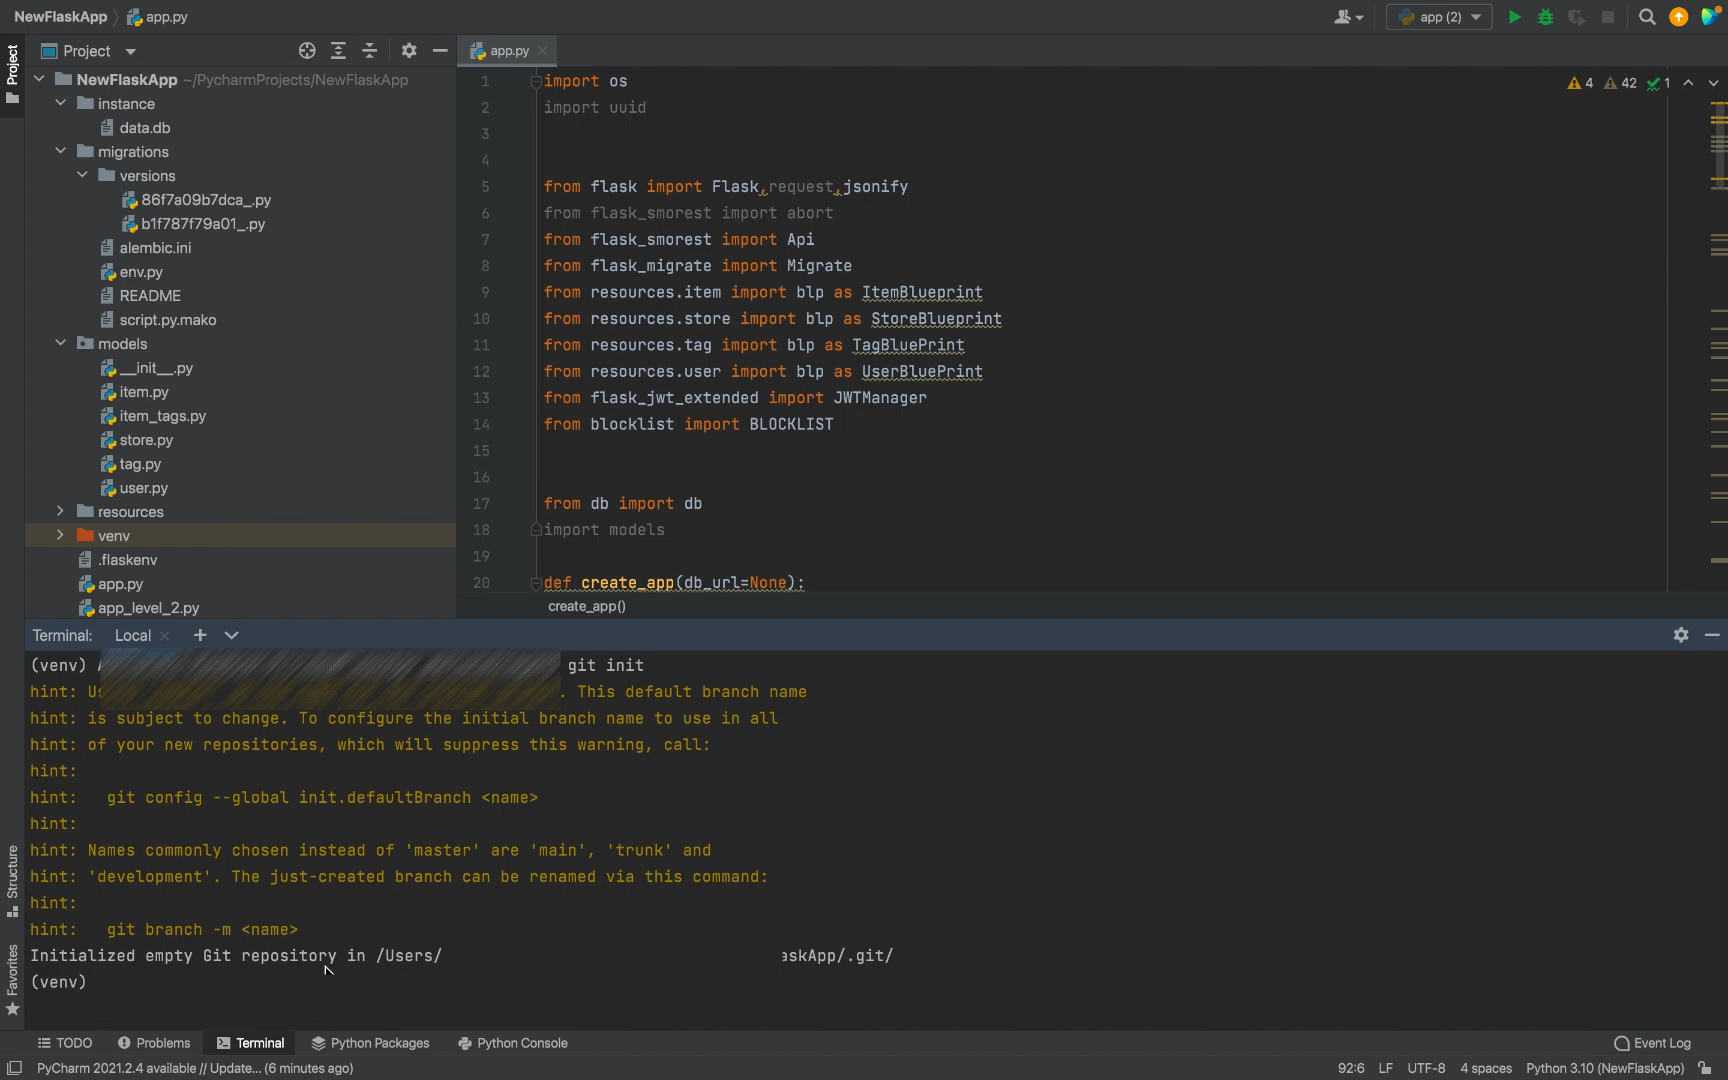 NewFlaskApp app.py
app (2)
Project
Project
NewFlaskApp ~/PycharmProjects/NewFlaskApp
instance
data.db
migrations
versions
86f7a09b7dca_.py
b1f787f79a01_.py
alembic.ini
env.py
README
script.py.mako
models
__init__.py
item.py
item_tags.py
store.py
tag.py
user.py
resources
venv
.flaskenv
app.py
app_level_2.py
app.py
4 42 1
1 import os
2 import uuid
3
4
5 from flask import Flask,request,jsonify
6 from flask_smorest import abort
7 from flask_smorest import Api
8 from flask_migrate import Migrate
9 from resources.item import blp as ItemBlueprint
10 from resources.store import blp as StoreBlueprint
11 from resources.tag import blp as TagBluePrint
12 from resources.user import blp as UserBluePrint
13 from flask_jwt_extended import JWTManager
14 from blocklist import BLOCKLIST
15
16
17 from db import db
18 import models
19
20 def create_app(db_url=None):
create_app()
Terminal: Local
(venv) git init
hint: . This default branch name
hint: is subject to change. To configure the initial branch name to use in all
hint: of your new repositories, which will suppress this warning, call:
hint:
hint: git config --global init.defaultBranch <name>
hint:
hint: Names commonly chosen instead of 'master' are 'main', 'trunk' and
hint: 'development'. The just-created branch can be renamed via this command:
hint:
hint: git branch -m <name>
Initialized empty Git repository in /Users/ askApp/.git/
(venv)
Structure
Favorites
TODO Problems Terminal Python Packages Python Console Event Log
PyCharm 2021.2.4 available // Update... (6 minutes ago) 92:6 LF UTF-8 4 spaces Python 3.10 (NewFlaskApp)